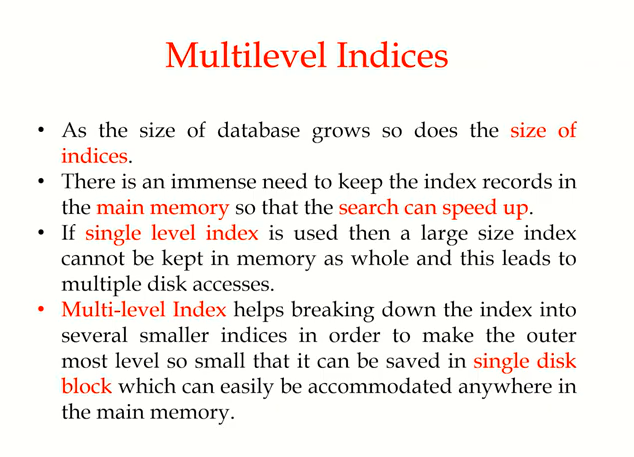 Multilevel Indices
• As the size of database grows so does the size of
indices.
• There is an immense need to keep the index records in
the main memory so that the search can speed up.
• If single level index is used then a large size index
cannot be kept in memory as whole and this leads to
multiple disk accesses.
• Multi-level Index helps breaking down the index into
several smaller indices in order to make the outer
most level so small that it can be saved in single disk
block which can easily be accommodated anywhere in
the main memory.